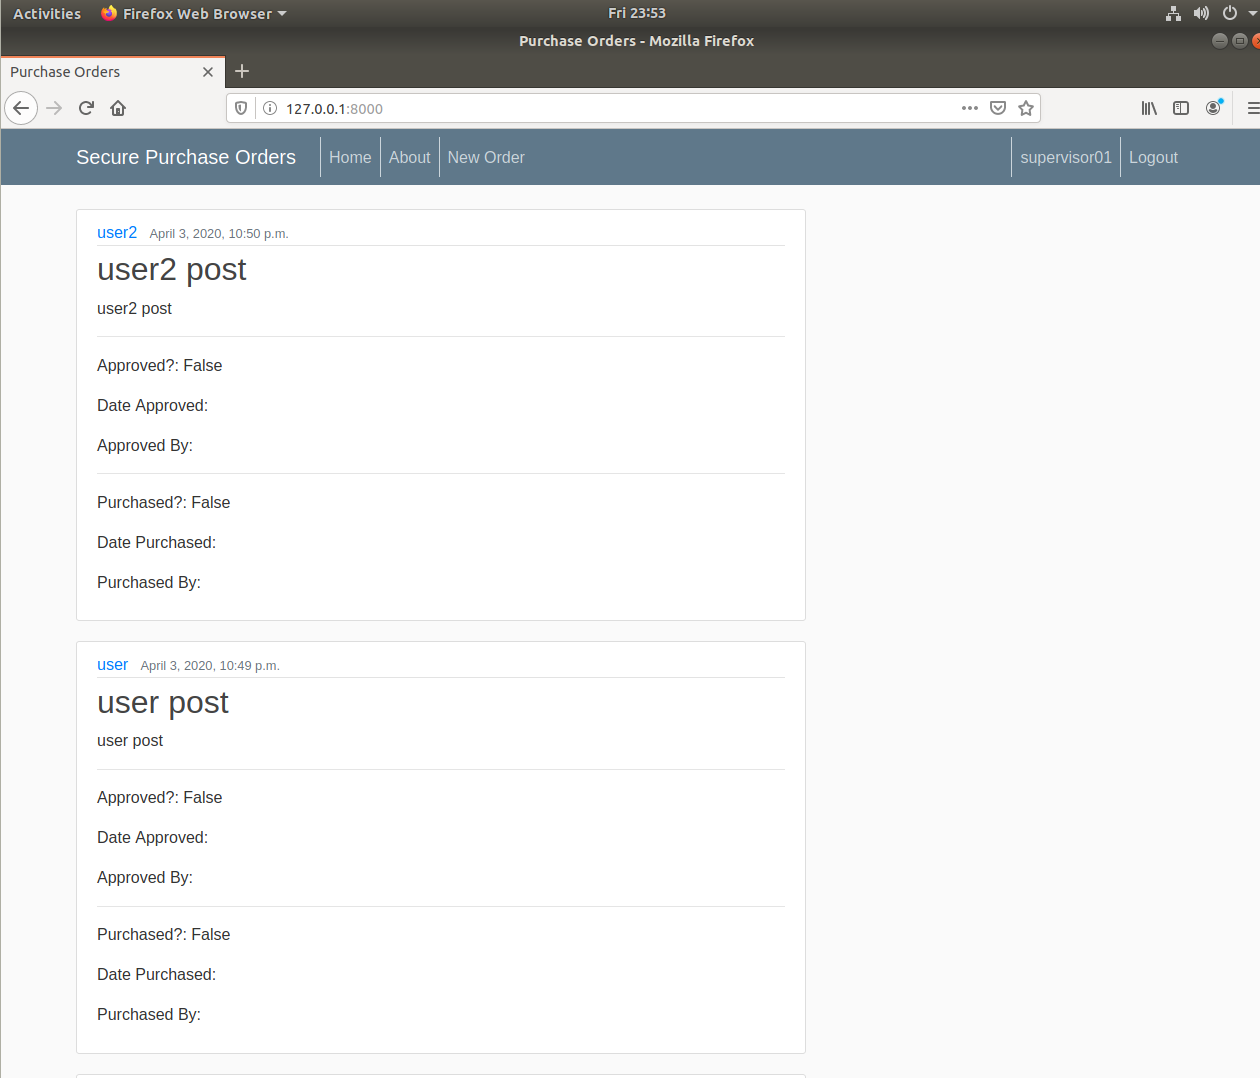 Activities Firefox Web Browser Fri 23:53
Purchase Orders - Mozilla Firefox
Purchase Orders
127.0.0.1:8000
Secure Purchase Orders Home About New Order supervisor01 Logout
user2 April 3, 2020, 10:50 p.m.
user2 post
user2 post
Approved?: False
Date Approved:
Approved By:
Purchased?: False
Date Purchased:
Purchased By:
user April 3, 2020, 10:49 p.m.
user post
user post
Approved?: False
Date Approved:
Approved By:
Purchased?: False
Date Purchased:
Purchased By: